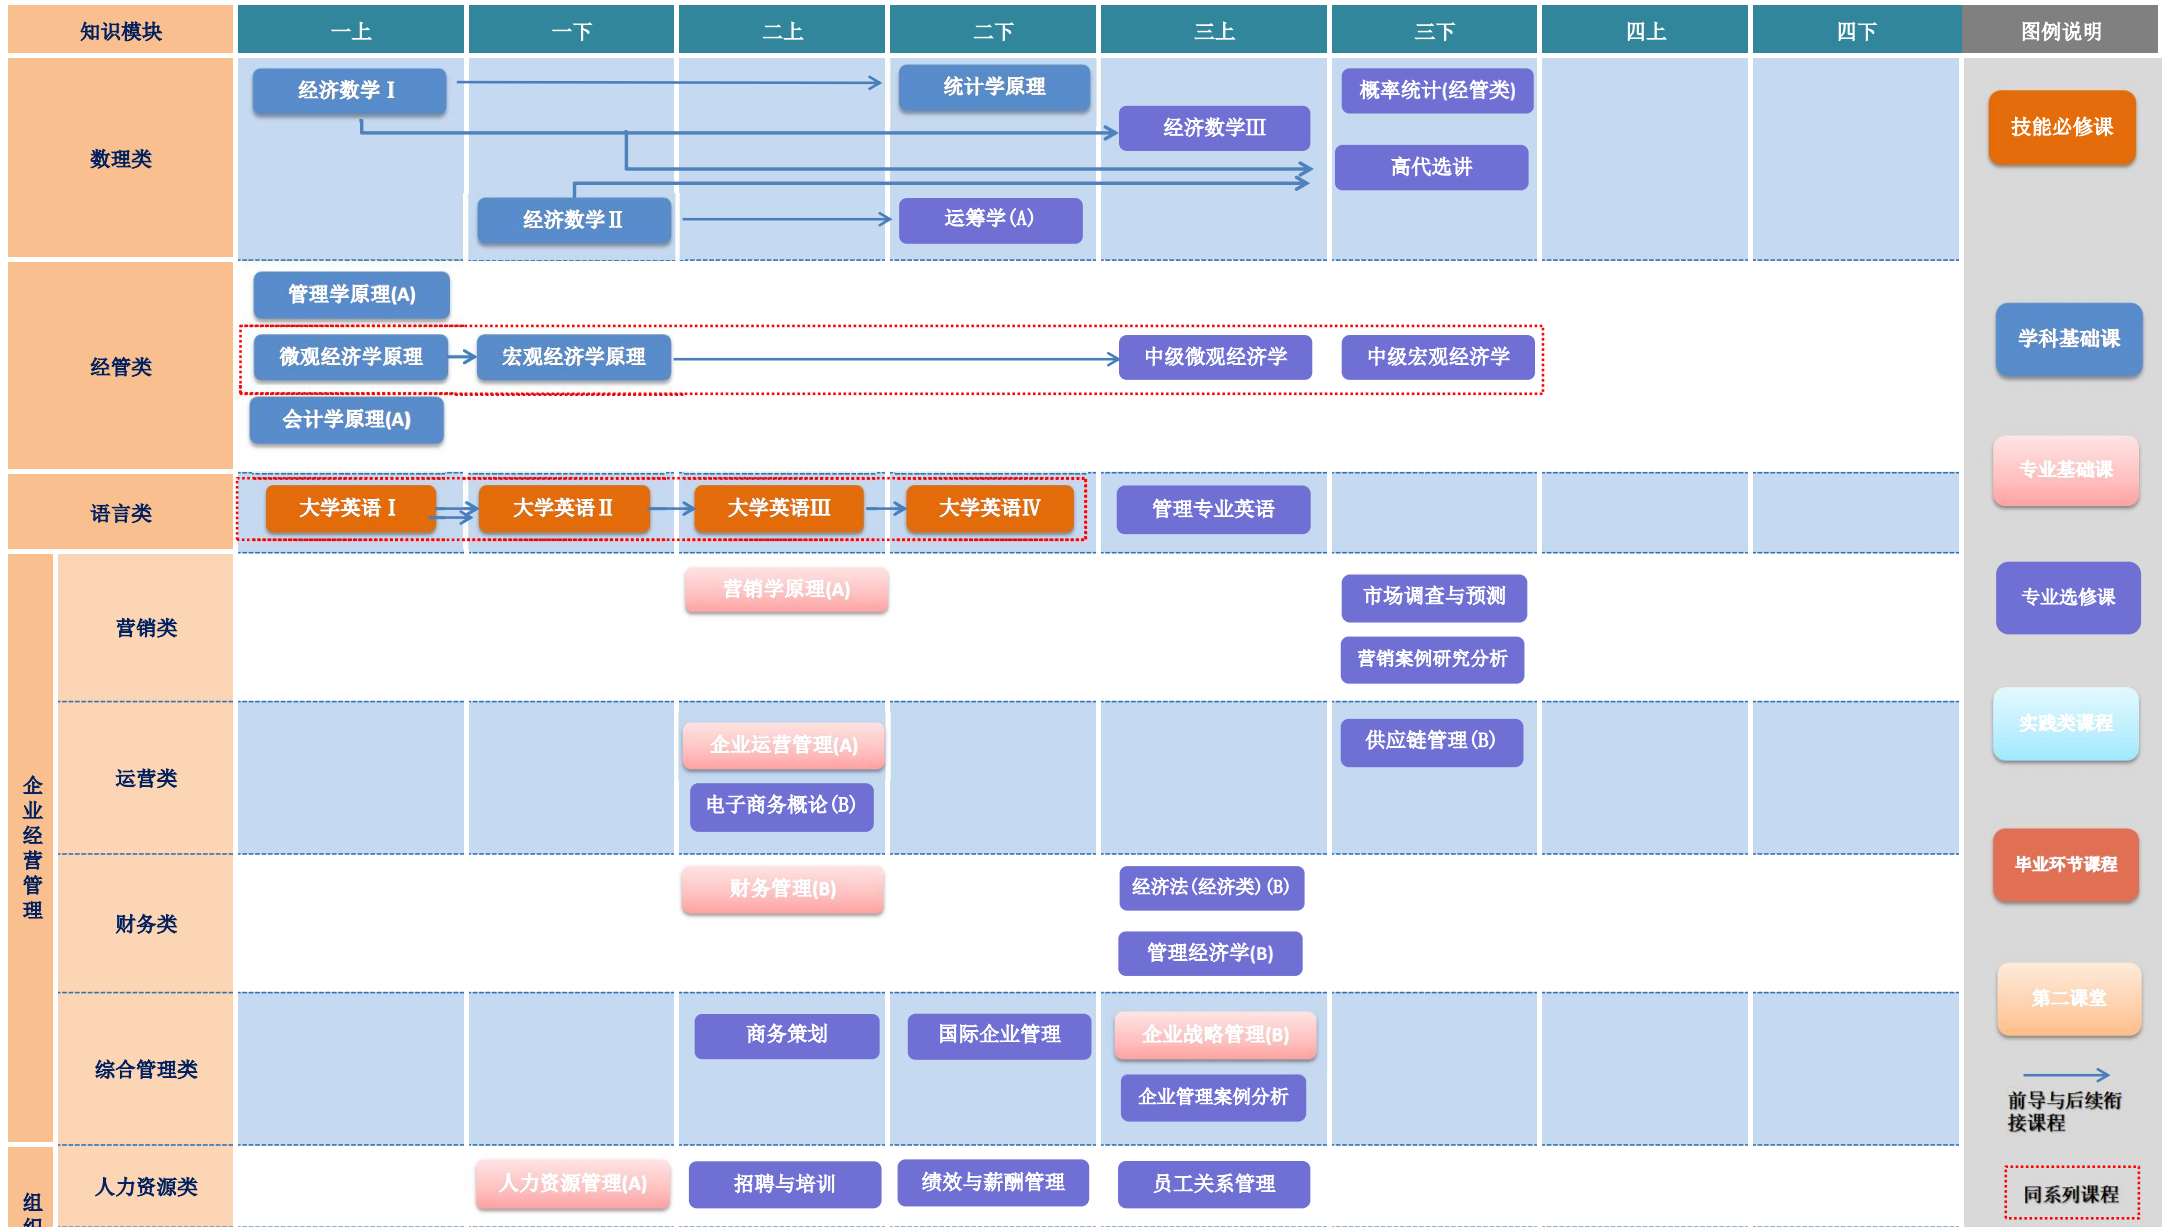 知识模块
一上
一下
二上
二下
三上
三下
四上
四下
图例说明
数理类
经济数学Ⅰ
统计学原理
概率统计(经管类)
经济数学Ⅲ
高代选讲
经济数学Ⅱ
运筹学(A)
经管类
管理学原理(A)
微观经济学原理
宏观经济学原理
中级微观经济学
中级宏观经济学
会计学原理(A)
语言类
大学英语Ⅰ
大学英语Ⅱ
大学英语Ⅲ
大学英语Ⅳ
管理专业英语
企业经营管理
营销类
营销学原理(A)
市场调查与预测
营销案例研究分析
运营类
企业运营管理(A)
供应链管理(B)
电子商务概论(B)
财务类
财务管理(B)
经济法(经济类)(B)
管理经济学(B)
综合管理类
商务策划
国际企业管理
企业战略管理(B)
企业管理案例分析
组织
人力资源类
人力资源管理(A)
招聘与培训
绩效与薪酬管理
员工关系管理
技能必修课
学科基础课
专业基础课
专业选修课
实践类课程
毕业环节课程
第二课堂
前导与后续衔
接课程
同系列课程